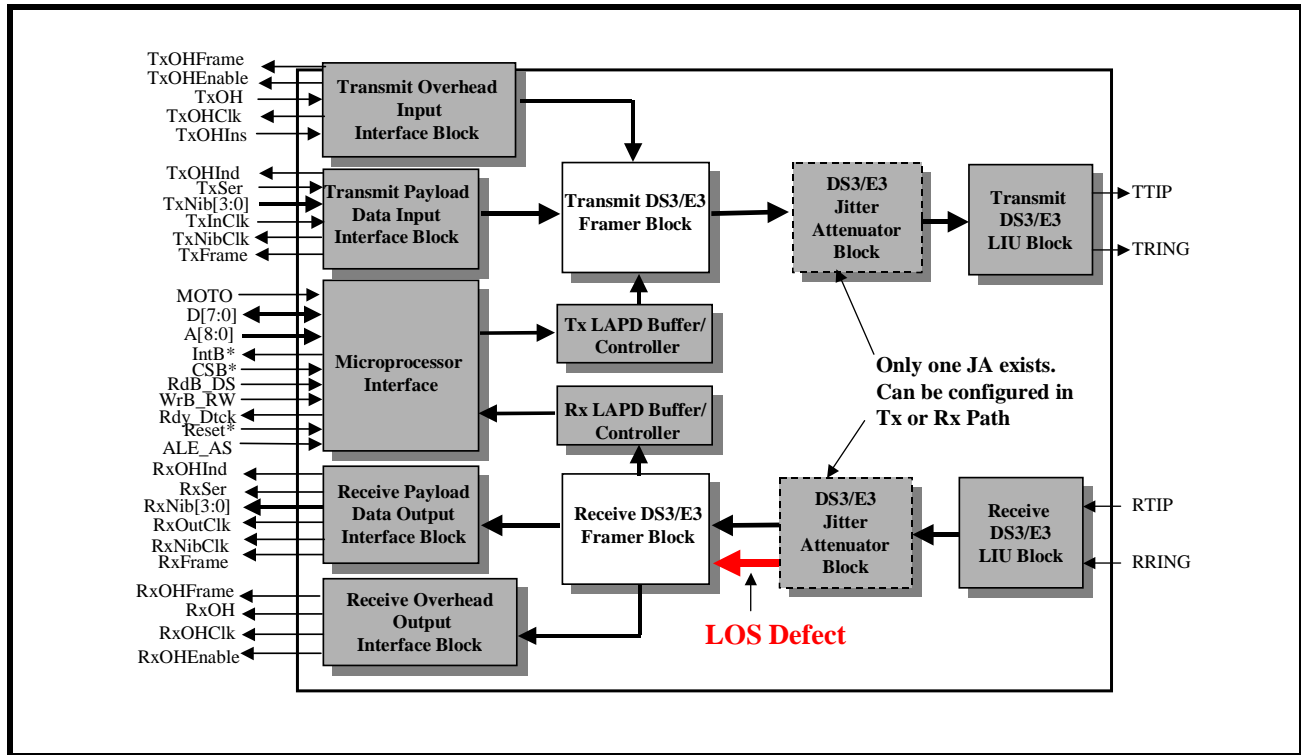 TxOHFrame
TxOHEnable
TxOH
TxOHClk
TxOHIns
Transmit Overhead
Input
Interface Block
TxOHInd
TxSer
TxNib[3:0]
TxInClk
TxNibClk
TxFrame
Transmit Payload
Data Input
Interface Block
Transmit DS3/E3
Framer Block
DS3/E3
Jitter
Attenuator
Block
Transmit
DS3/E3
LIU Block
TTIP
TRING
MOTO
D[7:0]
A[8:0]
IntB*
CSB*
RdB_DS
WrB_RW
Rdy_Dtck
Reset*
ALE_AS
Microprocessor
Interface
Tx LAPD Buffer/
Controller
Rx LAPD Buffer/
Controller
Only one JA exists.
Can be configured in
Tx or Rx Path
RxOHInd
RxSer
RxNib[3:0]
RxOutClk
RxNibClk
RxFrame
Receive Payload
Data Output
Interface Block
Receive DS3/E3
Framer Block
DS3/E3
Jitter
Attenuator
Block
Receive
DS3/E3
LIU Block
RTIP
RRING
RxOHFrame
RxOH
RxOHClk
RxOHEnable
Receive Overhead
Output
Interface Block
LOS Defect